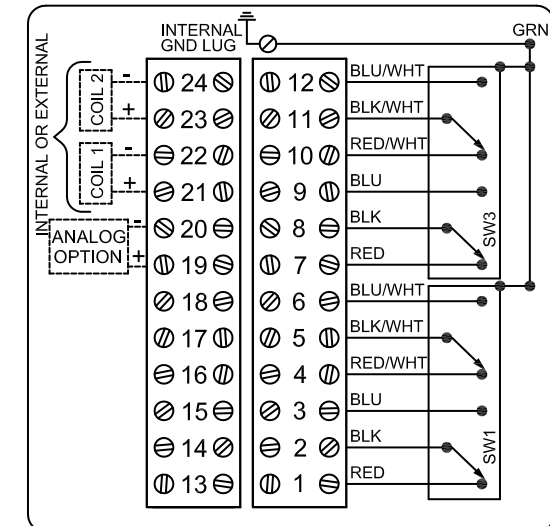 INTERNAL
GND LUG
GRN
INTERNAL OR EXTERNAL
COIL 2
-
+
COIL 1
-
+
ANALOG
OPTION
-
+
24
23
22
21
20
19
18
17
16
15
14
13
12
11
10
9
8
7
6
5
4
3
2
1
BLU/WHT
BLK/WHT
RED/WHT
BLU
BLK
RED
SW3
BLU/WHT
BLK/WHT
RED/WHT
BLU
BLK
RED
SW1